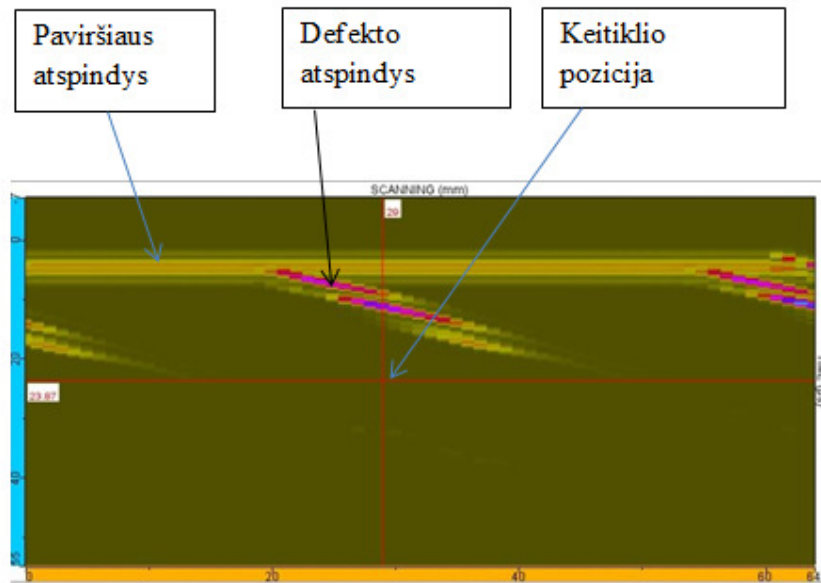 Paviršiaus
atspindys
Defekto
atspindys
Keitiklio
pozicija
SCANNING (mm)
29
0
20
23.87
40
0
20
40
60
64